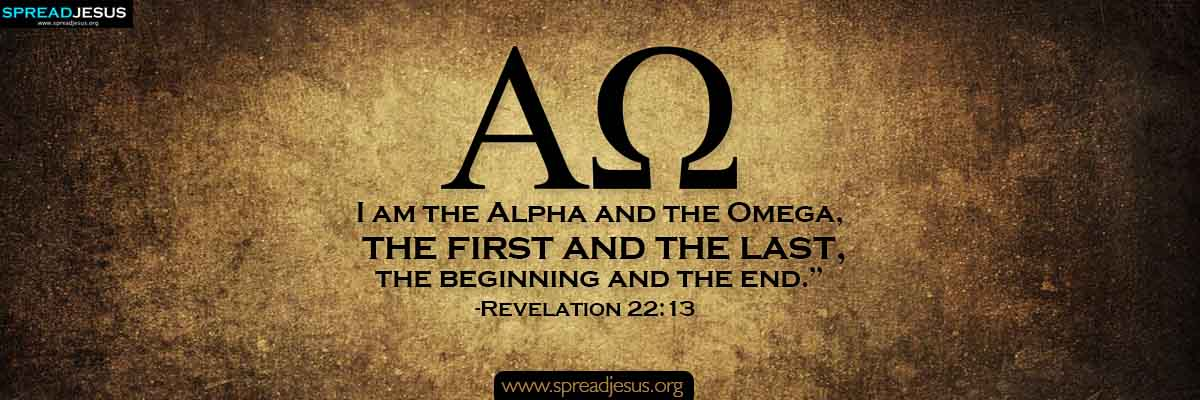 SPREADJESUS
www.spreadjesus.org
ΑΩ
I am the Alpha and the Omega,
the first and the last,
the beginning and the end.”
-Revelation 22:13
www.spreadjesus.org